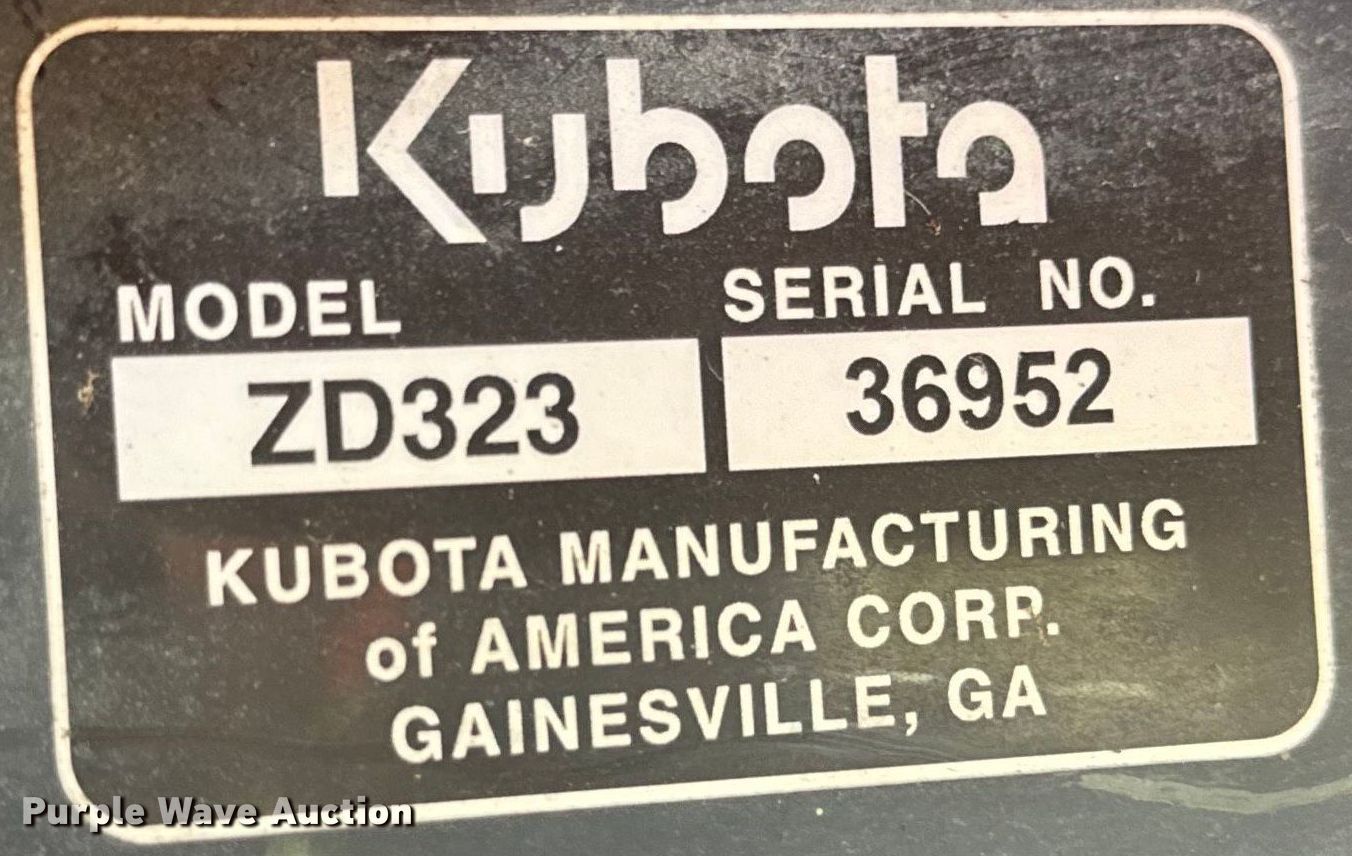 Kubota
MODEL
SERIAL NO.
ZD323
36952
KUBOTA MANUFACTURING
of AMERICA CORP.
GAINESVILLE, GA
Purple Wave Auction